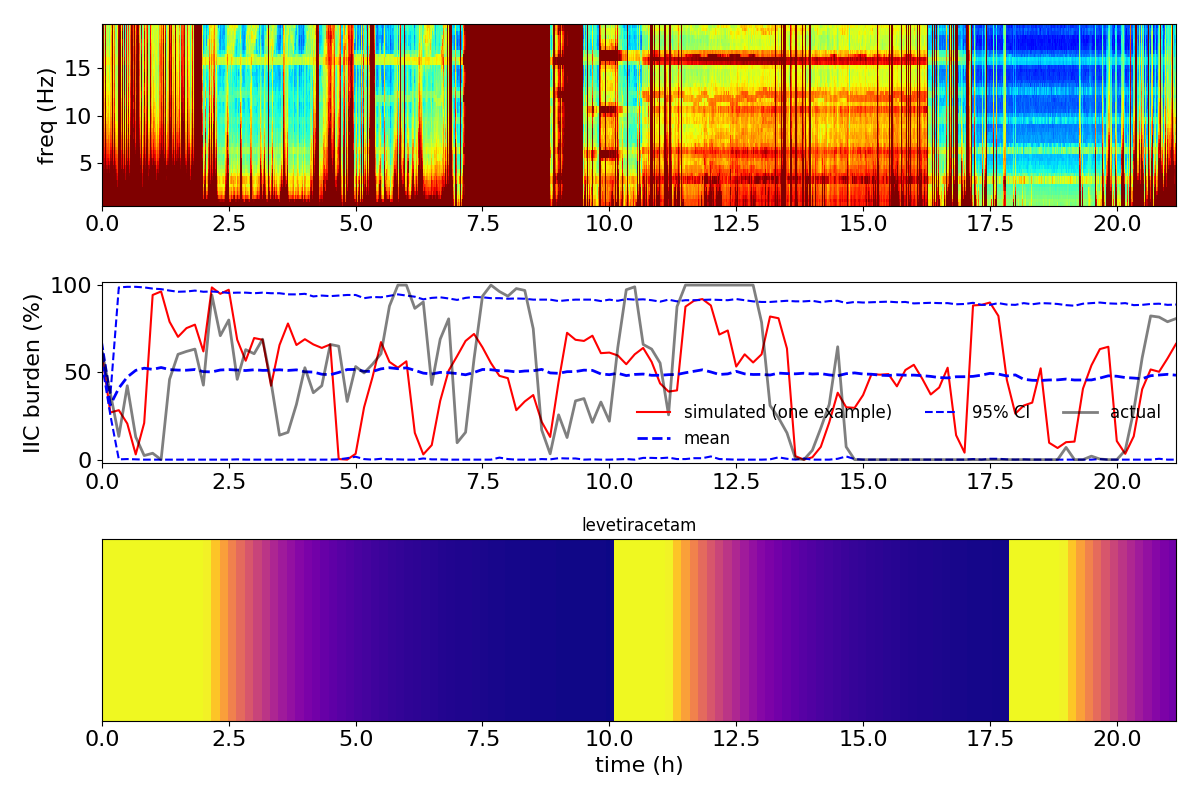 freq (Hz)
15
10
5
0.0 2.5 5.0 7.5 10.0 12.5 15.0 17.5 20.0
IIC burden (%)
100
50
0
simulated (one example)
mean
95% CI
actual
0.0 2.5 5.0 7.5 10.0 12.5 15.0 17.5 20.0
levetiracetam
0.0 2.5 5.0 7.5 10.0 12.5 15.0 17.5 20.0
time (h)